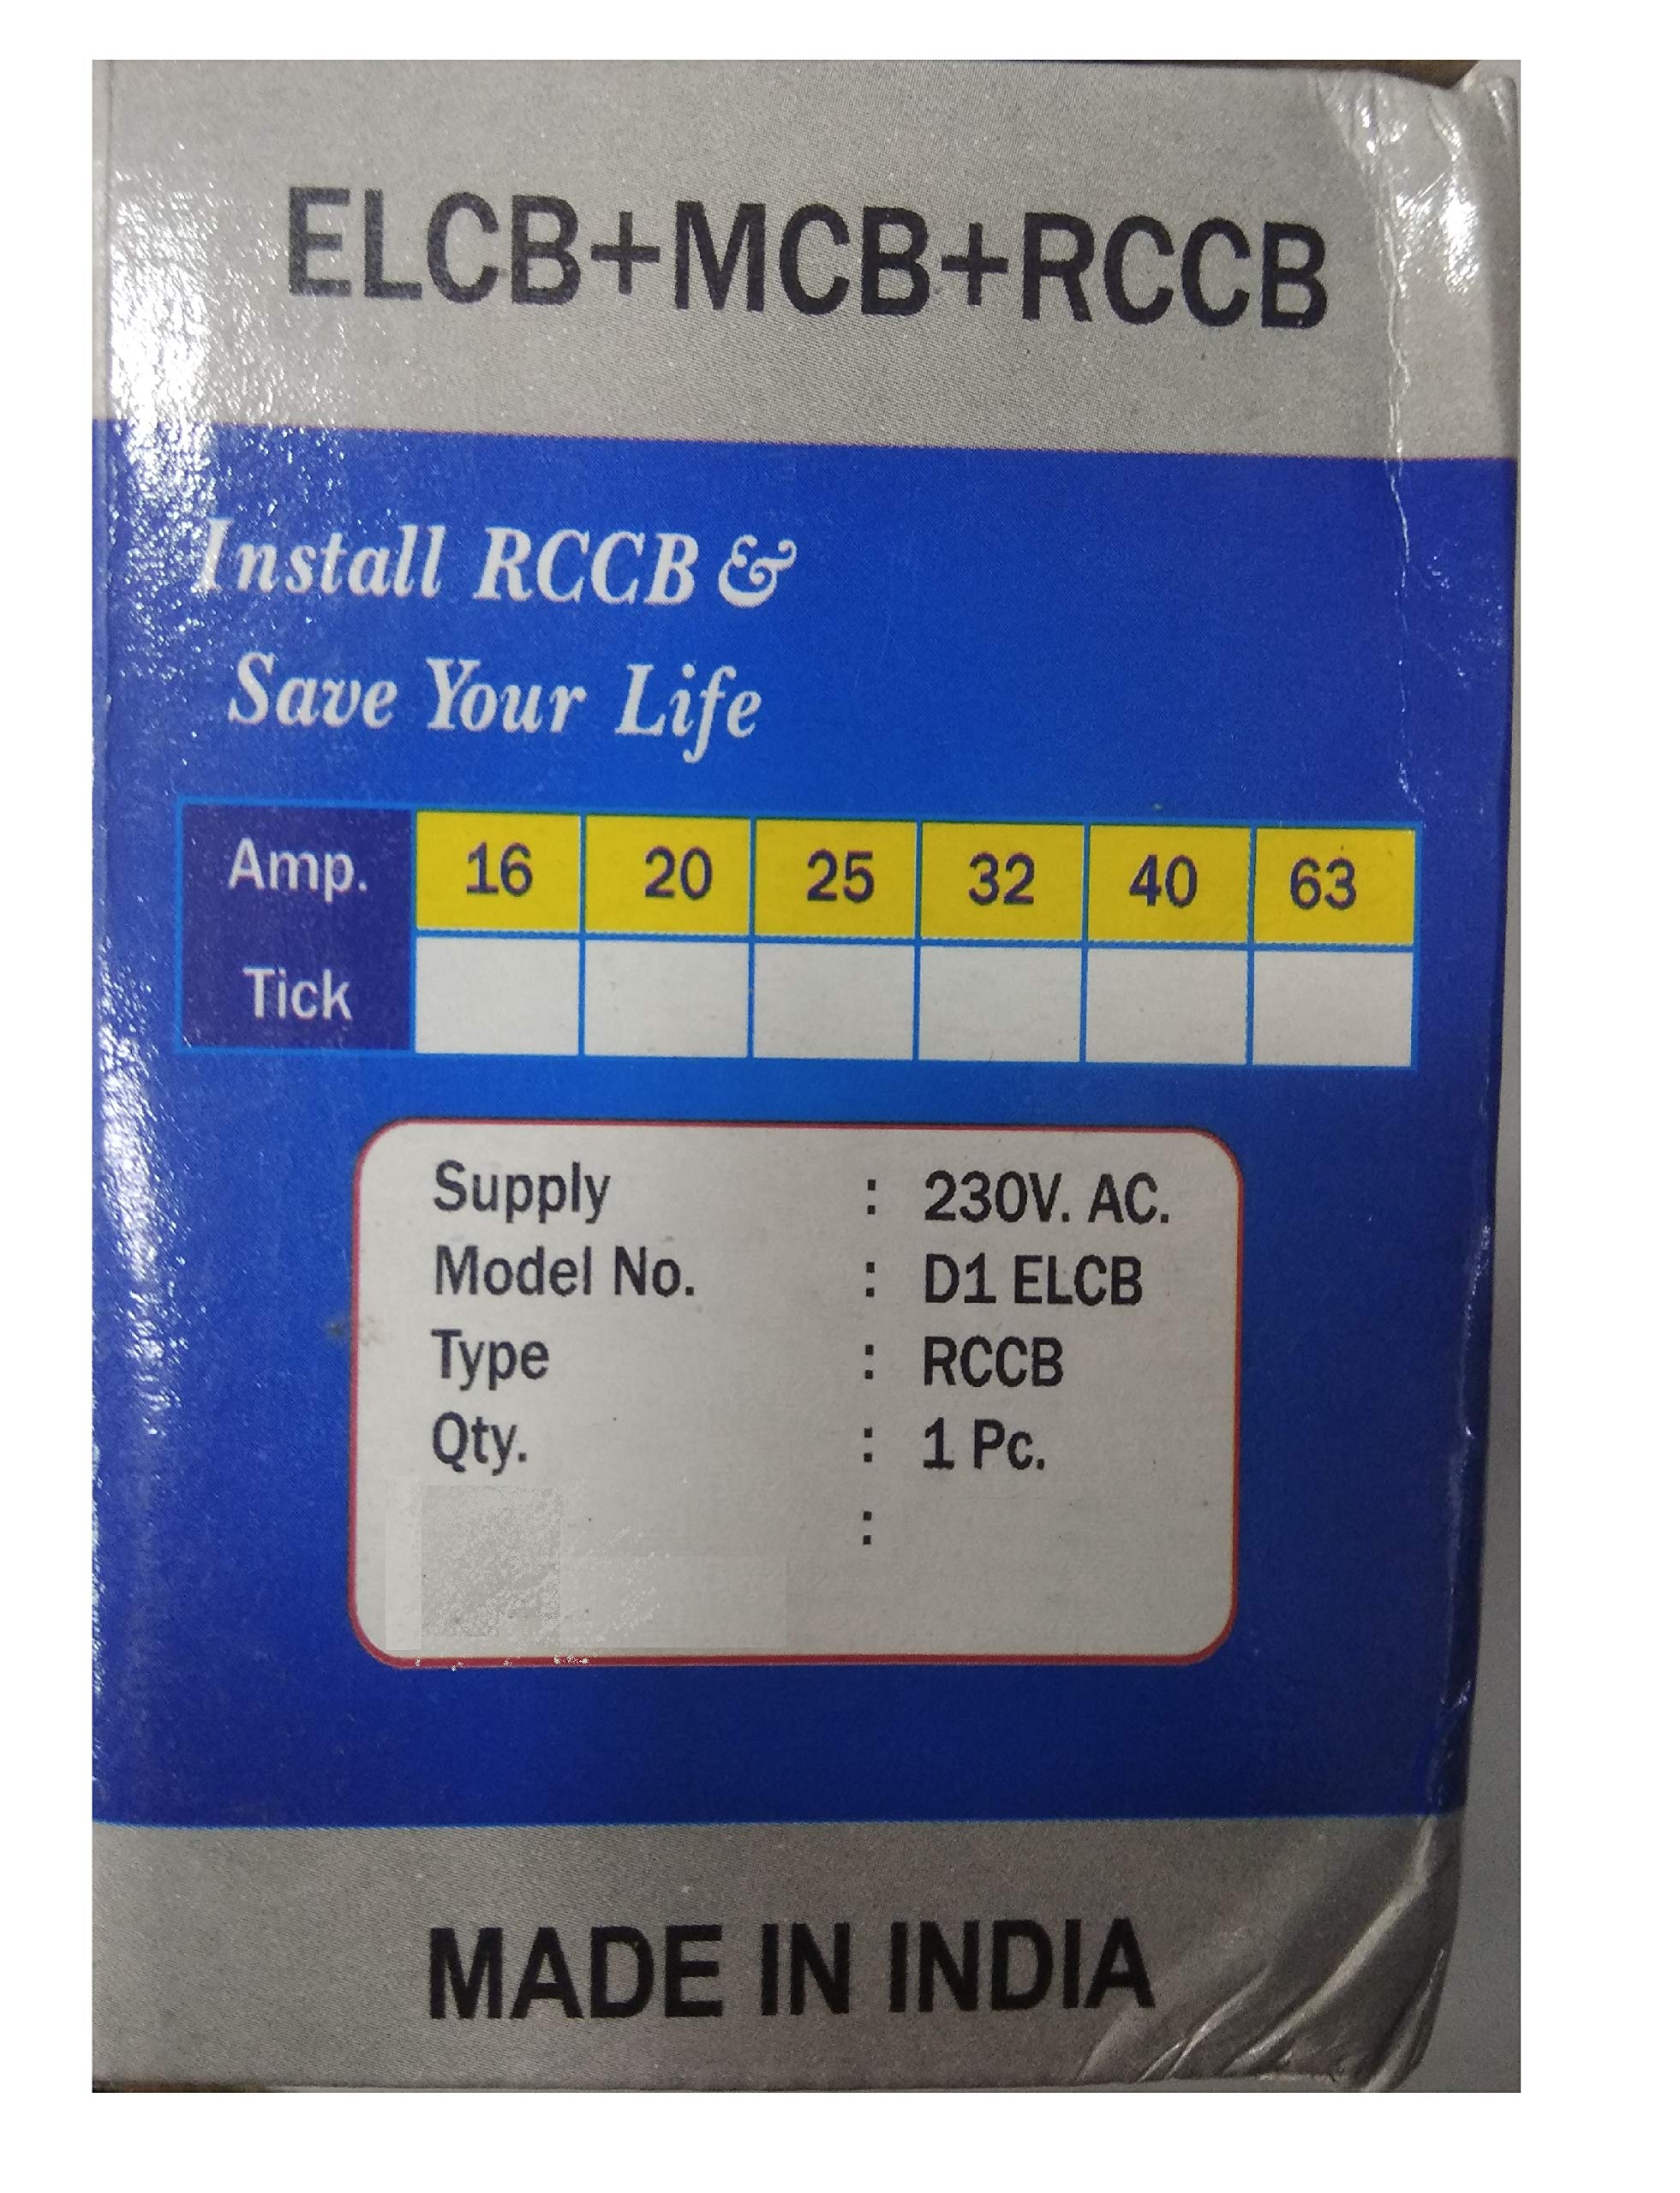 ELCB+MCB+RCCB
Install RCCB &
Save Your Life
Amp. 16 20 25 32 40 63
Tick
Supply : 230V. AC.
Model No. : D1 ELCB
Type : RCCB
Qty. : 1 Pc.
:
MADE IN INDIA